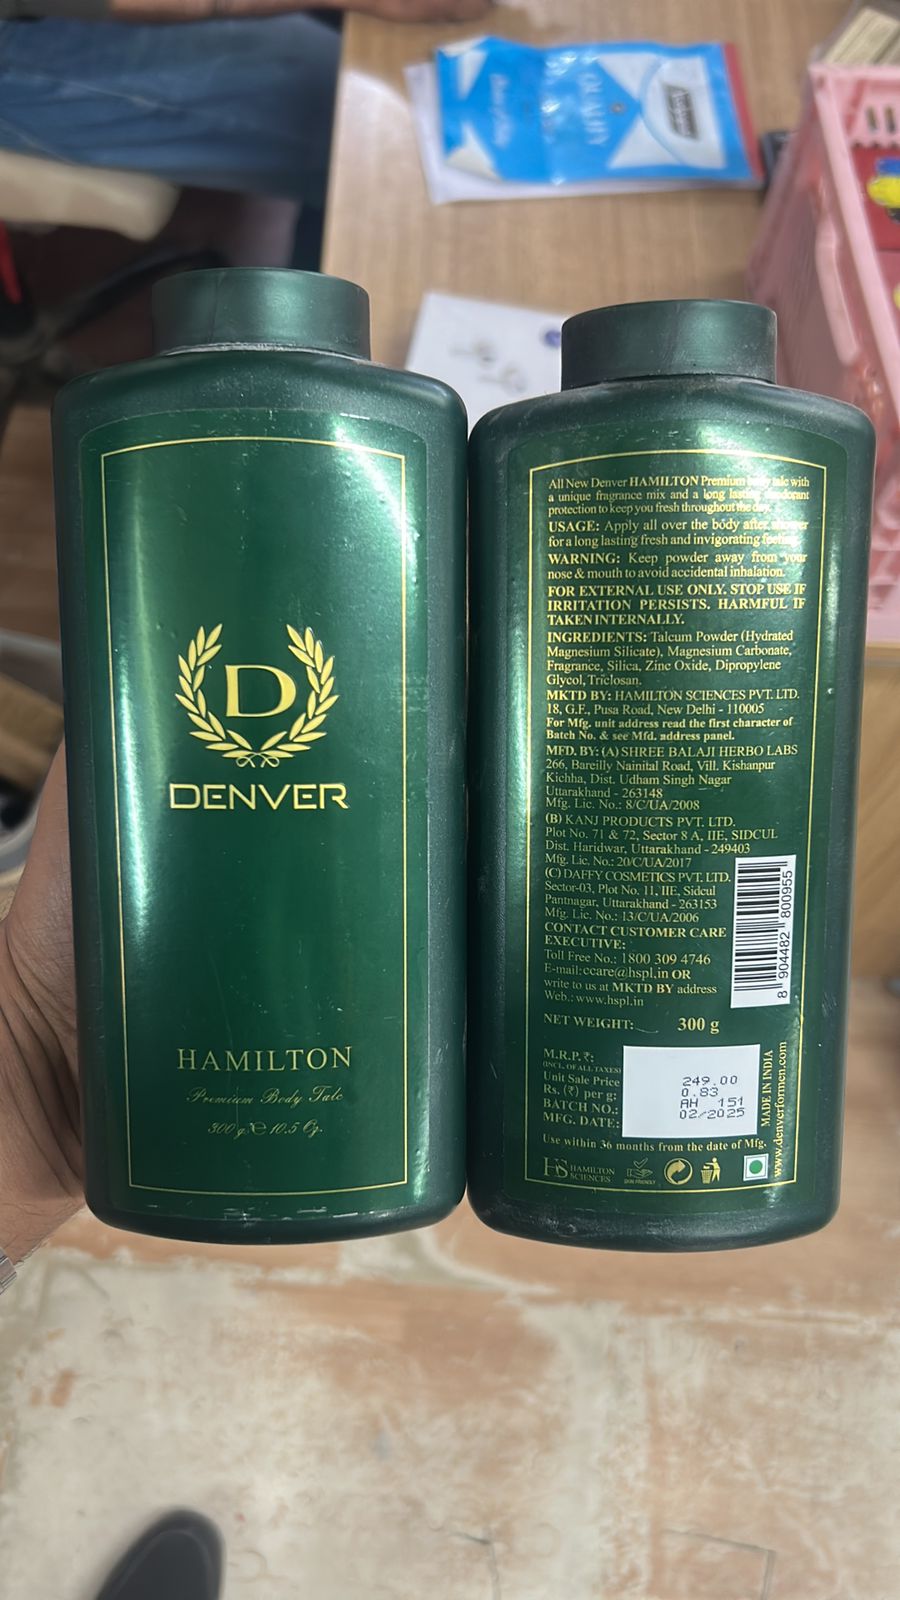 D
DENVER
HAMILTON
Premium Body Talc
300 g℮ 10.5 Oz.
All New Denver HAMILTON Premium body talc with
a unique fragrance mix and a long lasting deodorant
protection to keep you fresh throughout the day.
USAGE: Apply all over the body after shower
for a long lasting fresh and invigorating feeling.
WARNING: Keep powder away from your
nose & mouth to avoid accidental inhalation.
FOR EXTERNAL USE ONLY. STOP USE IF
IRRITATION PERSISTS. HARMFUL IF
TAKEN INTERNALLY.
INGREDIENTS: Talcum Powder (Hydrated
Magnesium Silicate), Magnesium Carbonate,
Fragrance, Silica, Zinc Oxide, Dipropylene
Glycol, Triclosan.
MKTD BY: HAMILTON SCIENCES PVT. LTD.
18, G.F., Pusa Road, New Delhi - 110005
For Mfg. unit address read the first character of
Batch No. & see Mfd. address panel.
MFD. BY: (A) SHREE BALAJI HERBO LABS
266, Bareilly Nainital Road, Vill. Kishanpur
Kichha, Dist. Udham Singh Nagar
Uttarakhand - 263148
Mfg. Lic. No.: 8/C/UA/2008
(B) KANJ PRODUCTS PVT. LTD.
Plot No. 71 & 72, Sector 8 A, IIE, SIDCUL
Dist. Haridwar, Uttarakhand - 249403
Mfg. Lic. No.: 20/C/UA/2017
(C) DAFFY COSMETICS PVT. LTD.
Sector-03, Plot No. 11, IIE, Sidcul
Pantnagar, Uttarakhand - 263153
Mfg. Lic. No.: 13/C/UA/2006
CONTACT CUSTOMER CARE
EXECUTIVE:
Toll Free No.: 1800 309 4746
E-mail:ccare@hspl.in OR
write to us at MKTD BY address
Web.: www.hspl.in
8 904482 800955
NET WEIGHT: 300 g
M.R.P.₹: 249.00
(INCL. OF ALL TAXES)
Unit Sale Price
Rs. (₹) per g: 0.83
BATCH NO.: AH 151
MFG. DATE: 02/2025
MADE IN INDIA
www.denverformen.com
Use within 36 months from the date of Mfg.
HS HAMILTON
SCIENCES
SKIN FRIENDLY
QUALITY